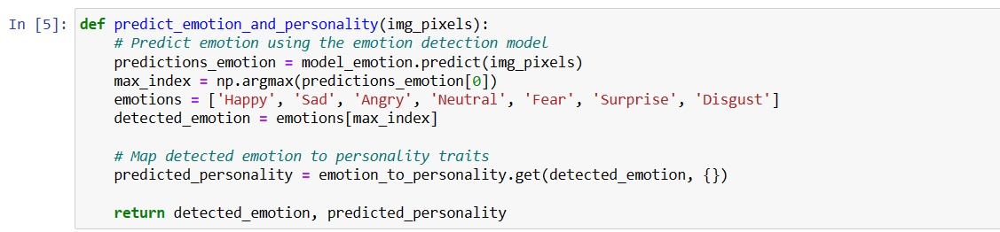 In [5]: def predict_emotion_and_personality(img_pixels):
    # Predict emotion using the emotion detection model
    predictions_emotion = model_emotion.predict(img_pixels)
    max_index = np.argmax(predictions_emotion[0])
    emotions = ['Happy', 'Sad', 'Angry', 'Neutral', 'Fear', 'Surprise', 'Disgust']
    detected_emotion = emotions[max_index]
    # Map detected emotion to personality traits
    predicted_personality = emotion_to_personality.get(detected_emotion, {})
    return detected_emotion, predicted_personality